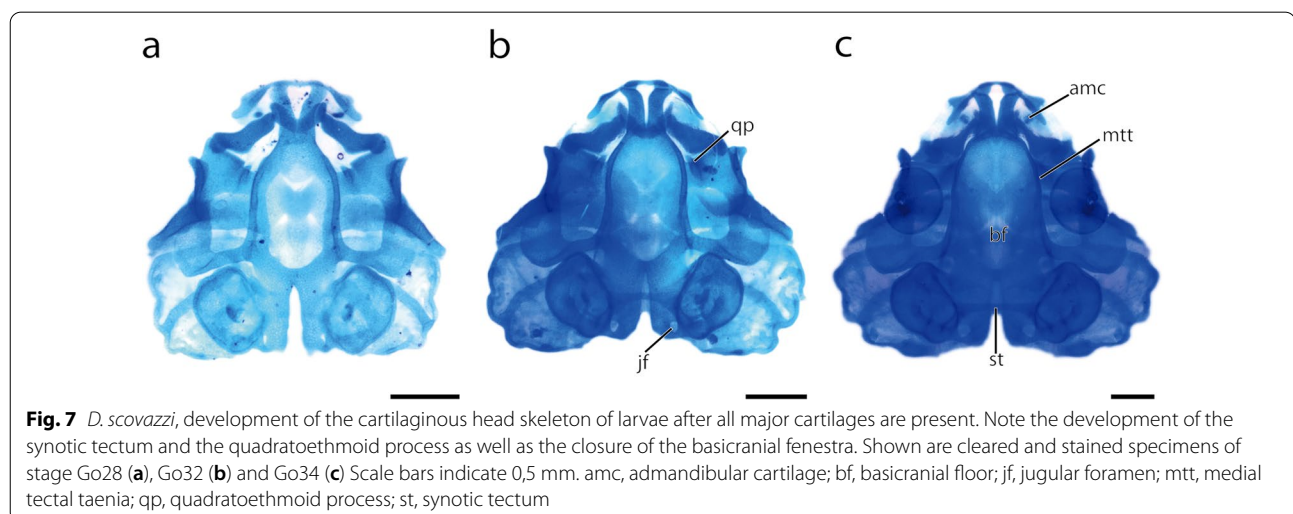 a
b
c
amc
qp
mtt
bf
jf
st
Fig. 7 D. scovazzi, development of the cartilaginous head skeleton of larvae after all major cartilages are present. Note the development of the
synotic tectum and the quadratoethmoid process as well as the closure of the basicranial fenestra. Shown are cleared and stained specimens of
stage Go28 (a), Go32 (b) and Go34 (c) Scale bars indicate 0,5 mm. amc, admandibular cartilage; bf, basicranial floor; jf, jugular foramen; mtt, medial
tectal taenia; qp, quadratoethmoid process; st, synotic tectum